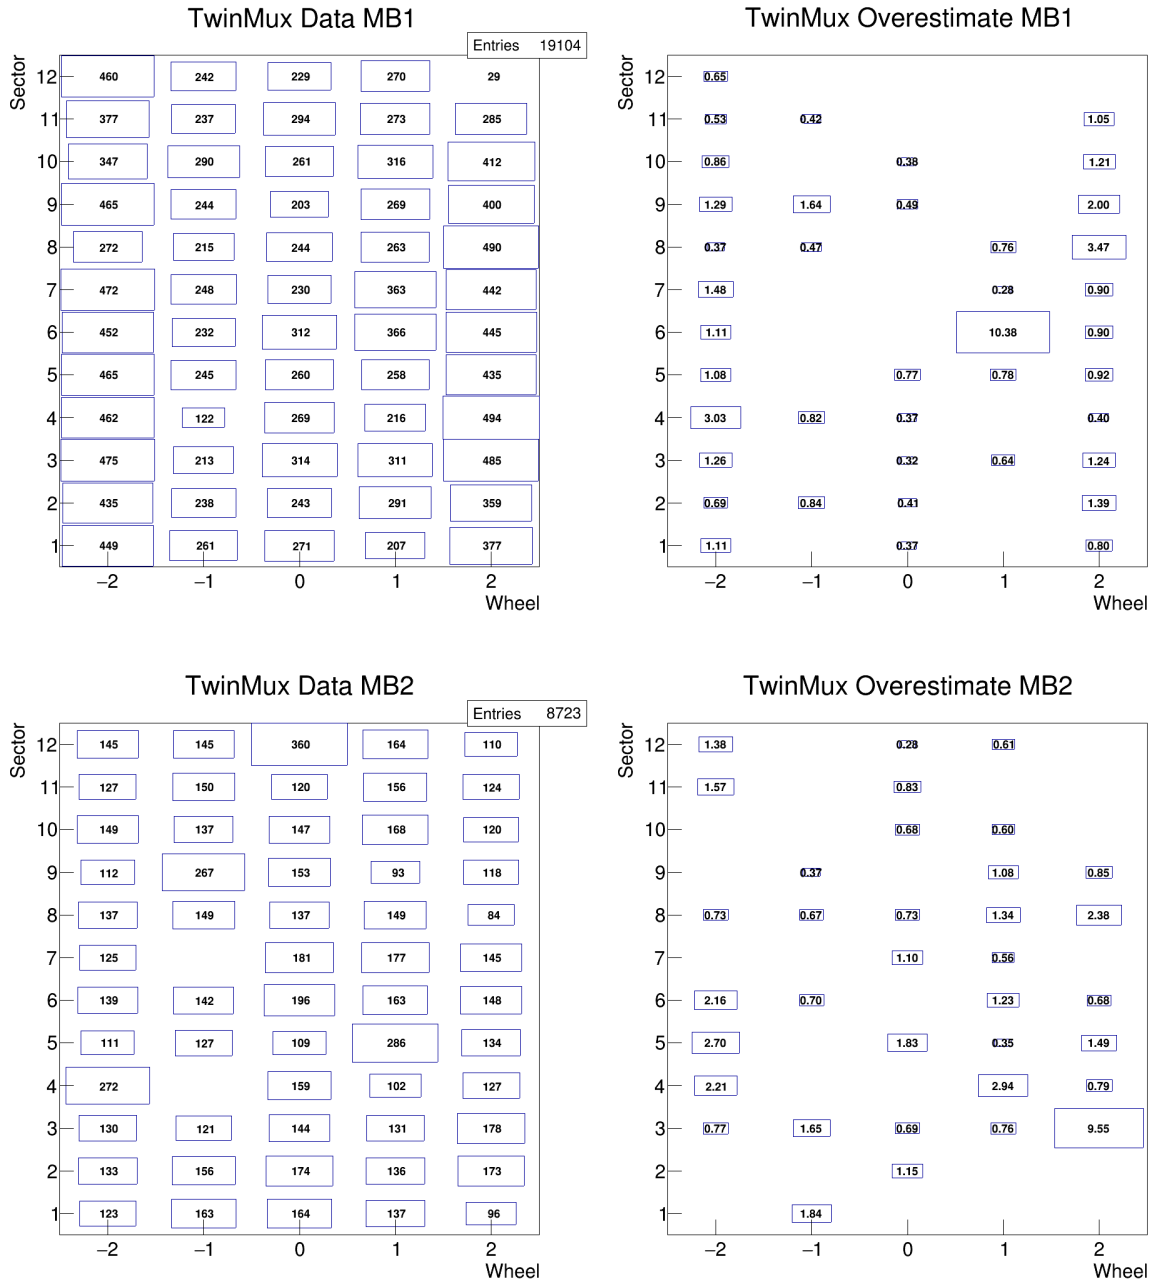 TwinMux Data MB1
Entries 19104
Sector
12 460 242 229 270 29
11 377 237 294 273 285
10 347 290 261 316 412
9 465 244 203 269 400
8 272 215 244 263 490
7 472 248 230 363 442
6 452 232 312 366 445
5 465 245 260 258 435
4 462 122 269 216 494
3 475 213 314 311 485
2 435 238 243 291 359
1 449 261 271 207 377
−2 −1 0 1 2
Wheel
TwinMux Overestimate MB1
Sector
12 0.65
11 0.53 0.42 1.05
10 0.86 0.38 1.21
9 1.29 1.64 0.49 2.00
8 0.37 0.47 0.76 3.47
7 1.48 0.28 0.90
6 1.11 10.38 0.90
5 1.08 0.77 0.78 0.92
4 3.03 0.82 0.37 0.40
3 1.26 0.32 0.64 1.24
2 0.69 0.84 0.41 1.39
1 1.11 0.37 0.80
−2 −1 0 1 2
Wheel
TwinMux Data MB2
Entries 8723
Sector
12 145 145 360 164 110
11 127 150 120 156 124
10 149 137 147 168 120
9 112 267 153 93 118
8 137 149 137 149 84
7 125 181 177 145
6 139 142 196 163 148
5 111 127 109 286 134
4 272 159 102 127
3 130 121 144 131 178
2 133 156 174 136 173
1 123 163 164 137 96
−2 −1 0 1 2
Wheel
TwinMux Overestimate MB2
Sector
12 1.38 0.28 0.61
11 1.57 0.83
10 0.68 0.60
9 0.37 1.08 0.85
8 0.73 0.67 0.73 1.34 2.38
7 1.10 0.56
6 2.16 0.70 1.23 0.68
5 2.70 1.83 0.35 1.49
4 2.21 2.94 0.79
3 0.77 1.65 0.69 0.76 9.55
2 1.15
1 1.84
−2 −1 0 1 2
Wheel